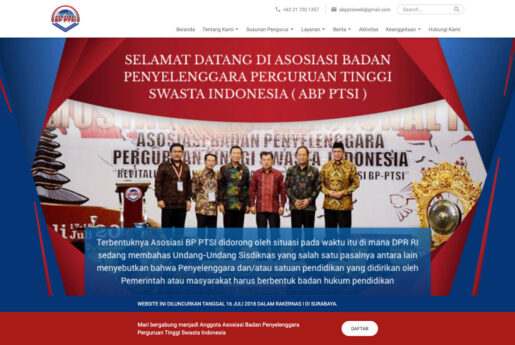 +62 21 720 1357
abpptsiweb@gmail.com
Search...
Beranda Tentang Kami Susunan Pengurus Layanan Berita Aktivitas Keanggotaan Hubungi Kami
SELAMAT DATANG DI ASOSIASI BADAN
PENYELENGGARA PERGURUAN TINGGI
SWASTA INDONESIA ( ABP PTSI )
ASOSIASI BADAN PENYELENGGARA
PERGURUAN TINGGI SWASTA INDONESIA
Terbentuknya Asosiasi BP PTSI didorong oleh situasi pada waktu itu di mana DPR RI
sedang membahas Undang-Undang Sisdiknas yang salah satu pasalnya antara lain
menyebutkan bahwa Penyelenggara dan/atau satuan pendidikan yang didirikan oleh
Pemerintah atau masyarakat harus berbentuk badan hukum pendidikan
WEBSITE INI DILUNCURKAN TANGGAL 16 JULI 2018 DALAM RAKERNAS I DI SURABAYA.
Mari bergabung menjadi Anggota Asosiasi Badan Penyelenggara
Perguruan Tinggi Swasta Indonesia
DAFTAR